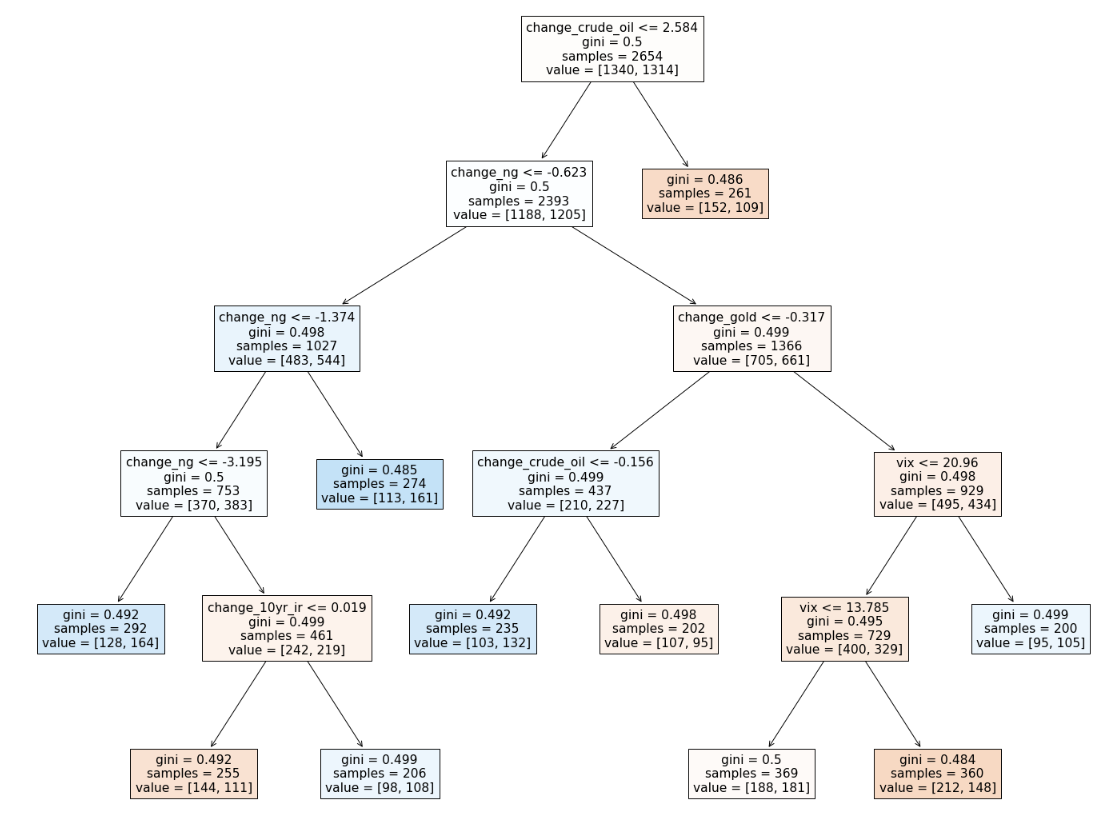 change_crude_oil <= 2.584
gini = 0.5
samples = 2654
value = [1340, 1314]
change_ng <= -0.623
gini = 0.5
samples = 2393
value = [1188, 1205]
gini = 0.486
samples = 261
value = [152, 109]
change_ng <= -1.374
gini = 0.498
samples = 1027
value = [483, 544]
change_gold <= -0.317
gini = 0.499
samples = 1366
value = [705, 661]
change_ng <= -3.195
gini = 0.5
samples = 753
value = [370, 383]
gini = 0.485
samples = 274
value = [113, 161]
change_crude_oil <= -0.156
gini = 0.499
samples = 437
value = [210, 227]
vix <= 20.96
gini = 0.498
samples = 929
value = [495, 434]
gini = 0.492
samples = 292
value = [128, 164]
change_10yr_ir <= 0.019
gini = 0.499
samples = 461
value = [242, 219]
gini = 0.492
samples = 235
value = [103, 132]
gini = 0.498
samples = 202
value = [107, 95]
vix <= 13.785
gini = 0.495
samples = 729
value = [400, 329]
gini = 0.499
samples = 200
value = [95, 105]
gini = 0.492
samples = 255
value = [144, 111]
gini = 0.499
samples = 206
value = [98, 108]
gini = 0.5
samples = 369
value = [188, 181]
gini = 0.484
samples = 360
value = [212, 148]